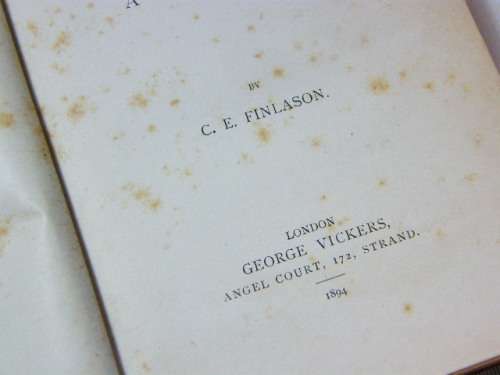 A
BY
C. E. FINLASON.
LONDON
GEORGE VICKERS,
ANGEL COURT, 172, STRAND.
1894